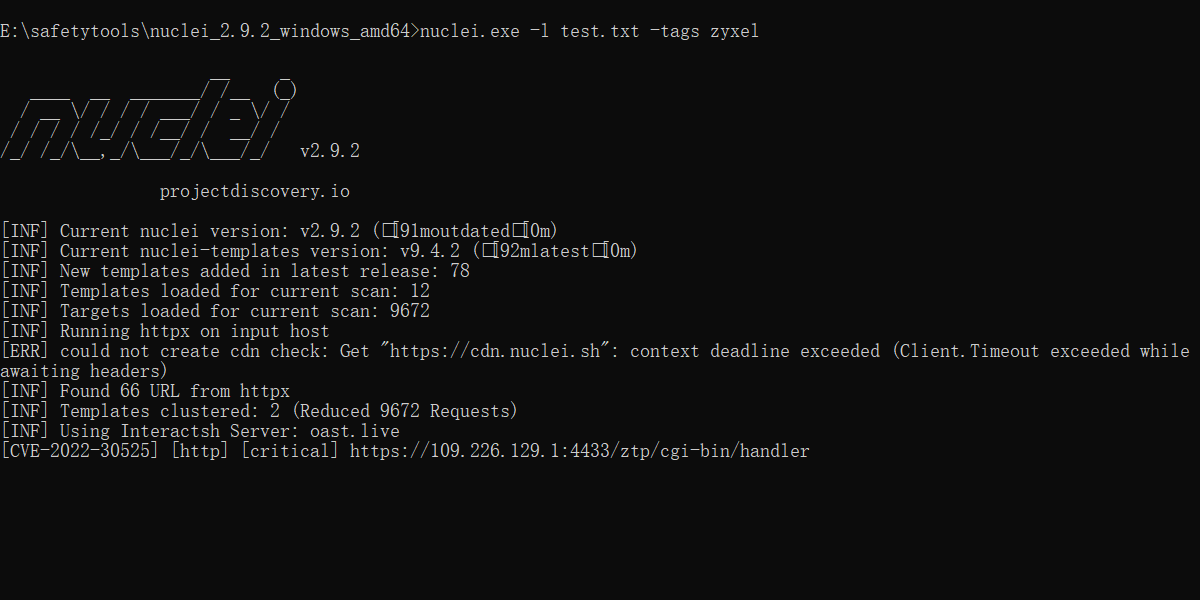 E:\safetytools\nuclei_2.9.2_windows_amd64>nuclei.exe -l test.txt -tags zyxel
nuclei v2.9.2
projectdiscovery.io
[INF] Current nuclei version: v2.9.2 (□[91moutdated□[0m)
[INF] Current nuclei-templates version: v9.4.2 (□[92mlatest□[0m)
[INF] New templates added in latest release: 78
[INF] Templates loaded for current scan: 12
[INF] Targets loaded for current scan: 9672
[INF] Running httpx on input host
[ERR] could not create cdn check: Get "https://cdn.nuclei.sh": context deadline exceeded (Client.Timeout exceeded while
awaiting headers)
[INF] Found 66 URL from httpx
[INF] Templates clustered: 2 (Reduced 9672 Requests)
[INF] Using Interactsh Server: oast.live
[CVE-2022-30525] [http] [critical] https://109.226.129.1:4433/ztp/cgi-bin/handler